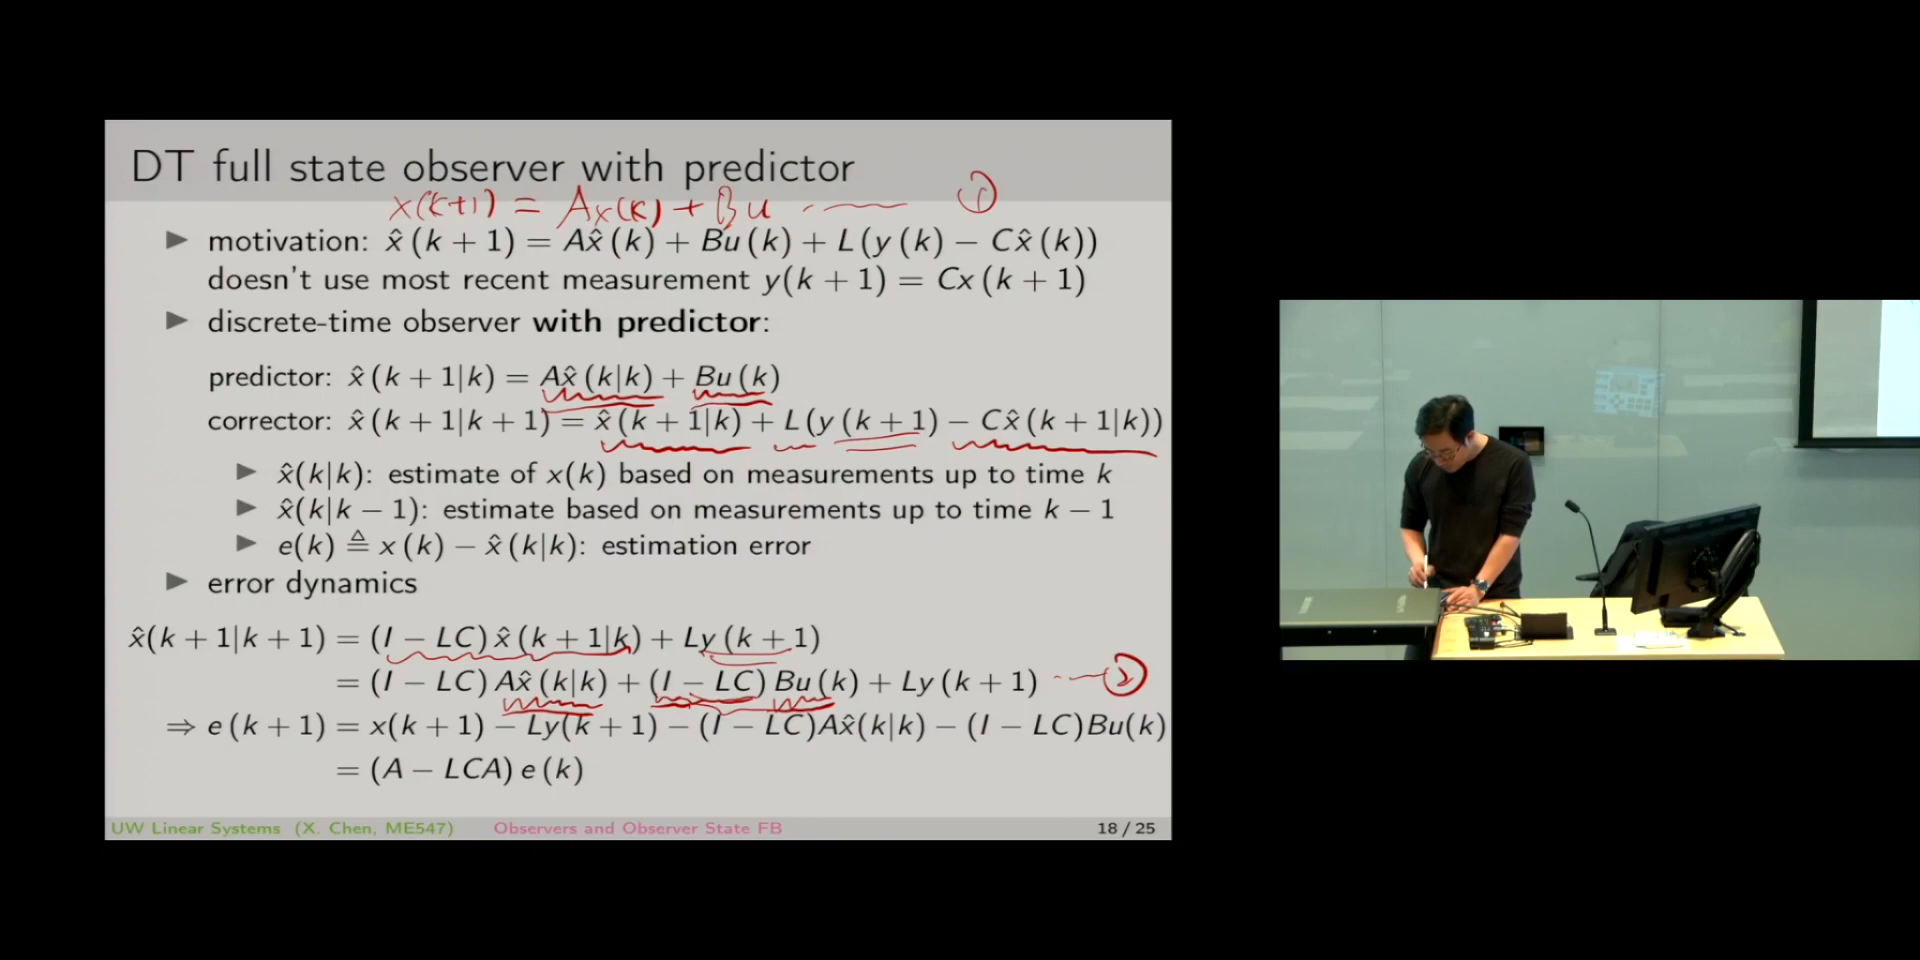 DT full state observer with predictor
x(k+1) = Ax(k) + Bu ①
▶ motivation: x̂(k + 1) = Ax̂(k) + Bu(k) + L(y(k) − Cx̂(k))
doesn't use most recent measurement y(k + 1) = Cx(k + 1)
▶ discrete-time observer with predictor:
predictor: x̂(k + 1|k) = Ax̂(k|k) + Bu(k)
corrector: x̂(k + 1|k + 1) = x̂(k + 1|k) + L(y(k + 1) − Cx̂(k + 1|k))
▶ x̂(k|k): estimate of x(k) based on measurements up to time k
▶ x̂(k|k − 1): estimate based on measurements up to time k − 1
▶ e(k) ≜ x(k) − x̂(k|k): estimation error
▶ error dynamics
x̂(k + 1|k + 1) = (I − LC)x̂(k + 1|k) + Ly(k + 1)
= (I − LC)Ax̂(k|k) + (I − LC)Bu(k) + Ly(k + 1) ②
⇒ e(k + 1) = x(k + 1) − Ly(k + 1) − (I − LC)Ax̂(k|k) − (I − LC)Bu(k)
= (A − LCA)e(k)
UW Linear Systems (X. Chen, ME547) Observers and Observer State FB 18 / 25